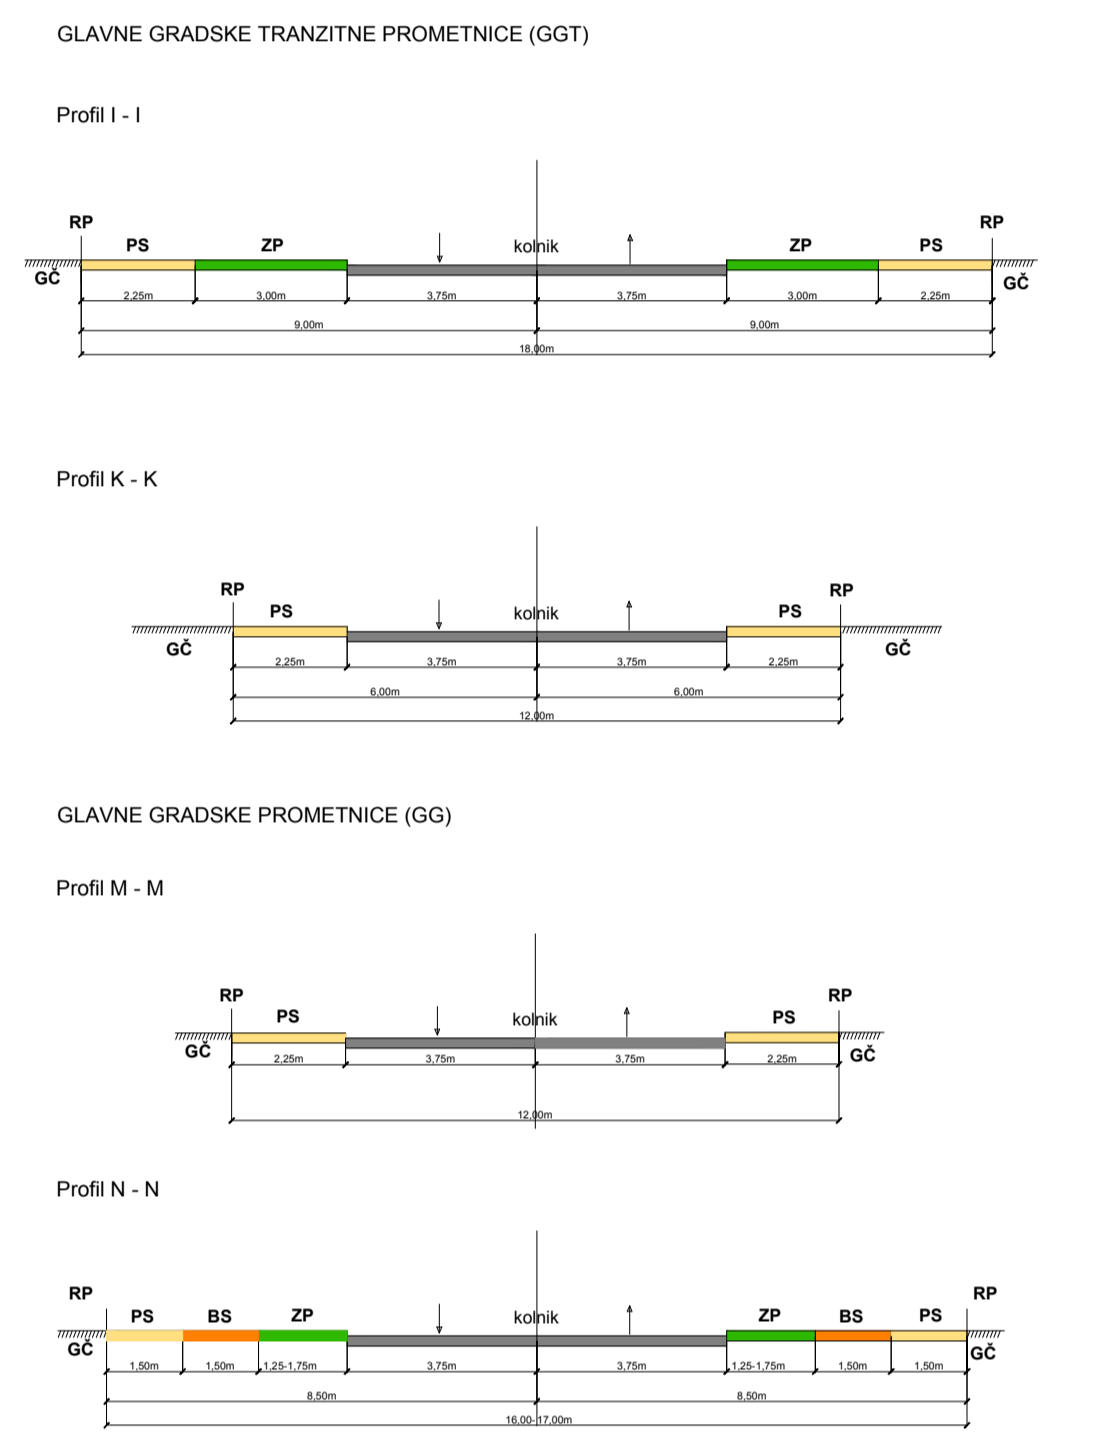 GLAVNE GRADSKE TRANZITNE PROMETNICE (GGT)
Profil I - I
RP RP
PS ZP kolnik ZP PS
GČ GČ
2,25m 3,00m 3,75m 3,75m 3,00m 2,25m
9,00m 9,00m
18,00m
Profil K - K
RP RP
PS kolnik PS
GČ GČ
2,25m 3,75m 3,75m 2,25m
6,00m 6,00m
12,00m
GLAVNE GRADSKE PROMETNICE (GG)
Profil M - M
RP RP
PS kolnik PS
GČ GČ
2,25m 3,75m 3,75m 2,25m
12,00m
Profil N - N
RP RP
PS BS ZP kolnik ZP BS PS
GČ GČ
1,50m 1,50m 1,25-1,75m 3,75m 3,75m 1,25-1,75m 1,50m 1,50m
8,50m 8,50m
16,00-17,00m